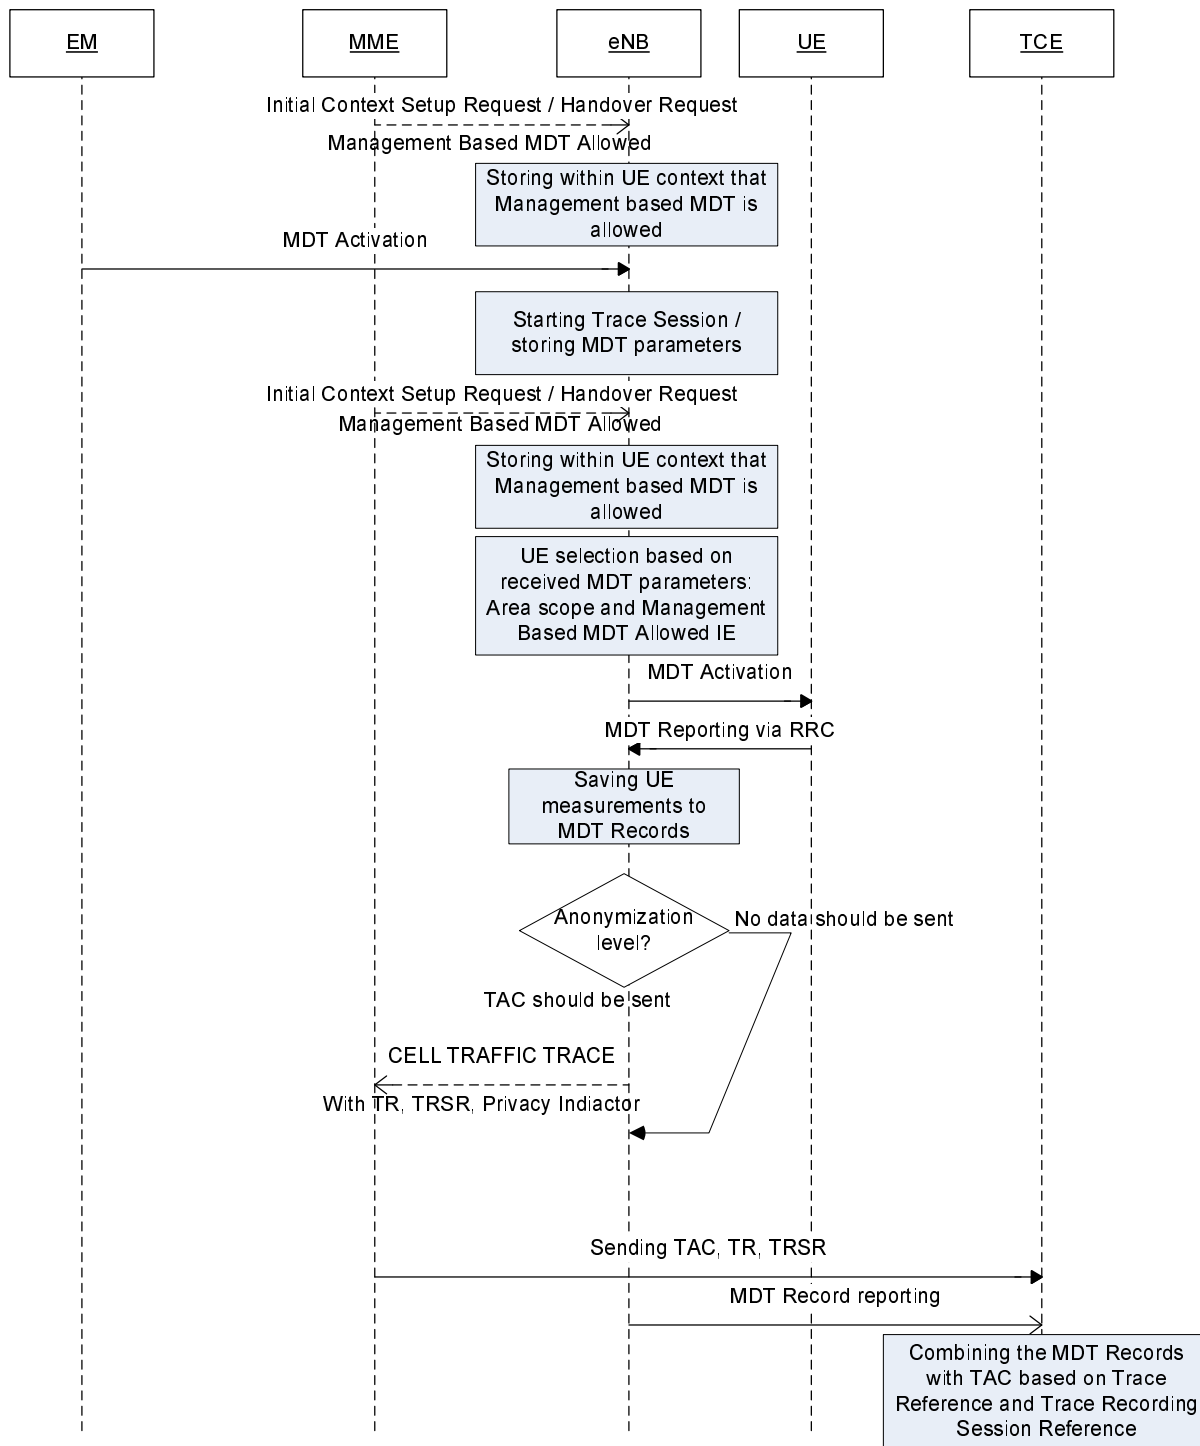 EM
MME
eNB
UE
TCE
Initial Context Setup Request / Handover Request
Management Based MDT Allowed
Storing within UE context that
Management based MDT is
allowed
MDT Activation
Starting Trace Session /
storing MDT parameters
Initial Context Setup Request / Handover Request
Management Based MDT Allowed
Storing within UE context that
Management based MDT is
allowed
UE selection based on
received MDT parameters:
Area scope and Management
Based MDT Allowed IE
MDT Activation
MDT Reporting via RRC
Saving UE
measurements to
MDT Records
Anonymization
level?
No data should be sent
TAC should be sent
CELL TRAFFIC TRACE
With TR, TRSR, Privacy Indiactor
Sending TAC, TR, TRSR
MDT Record reporting
Combining the MDT Records
with TAC based on Trace
Reference and Trace Recording
Session Reference